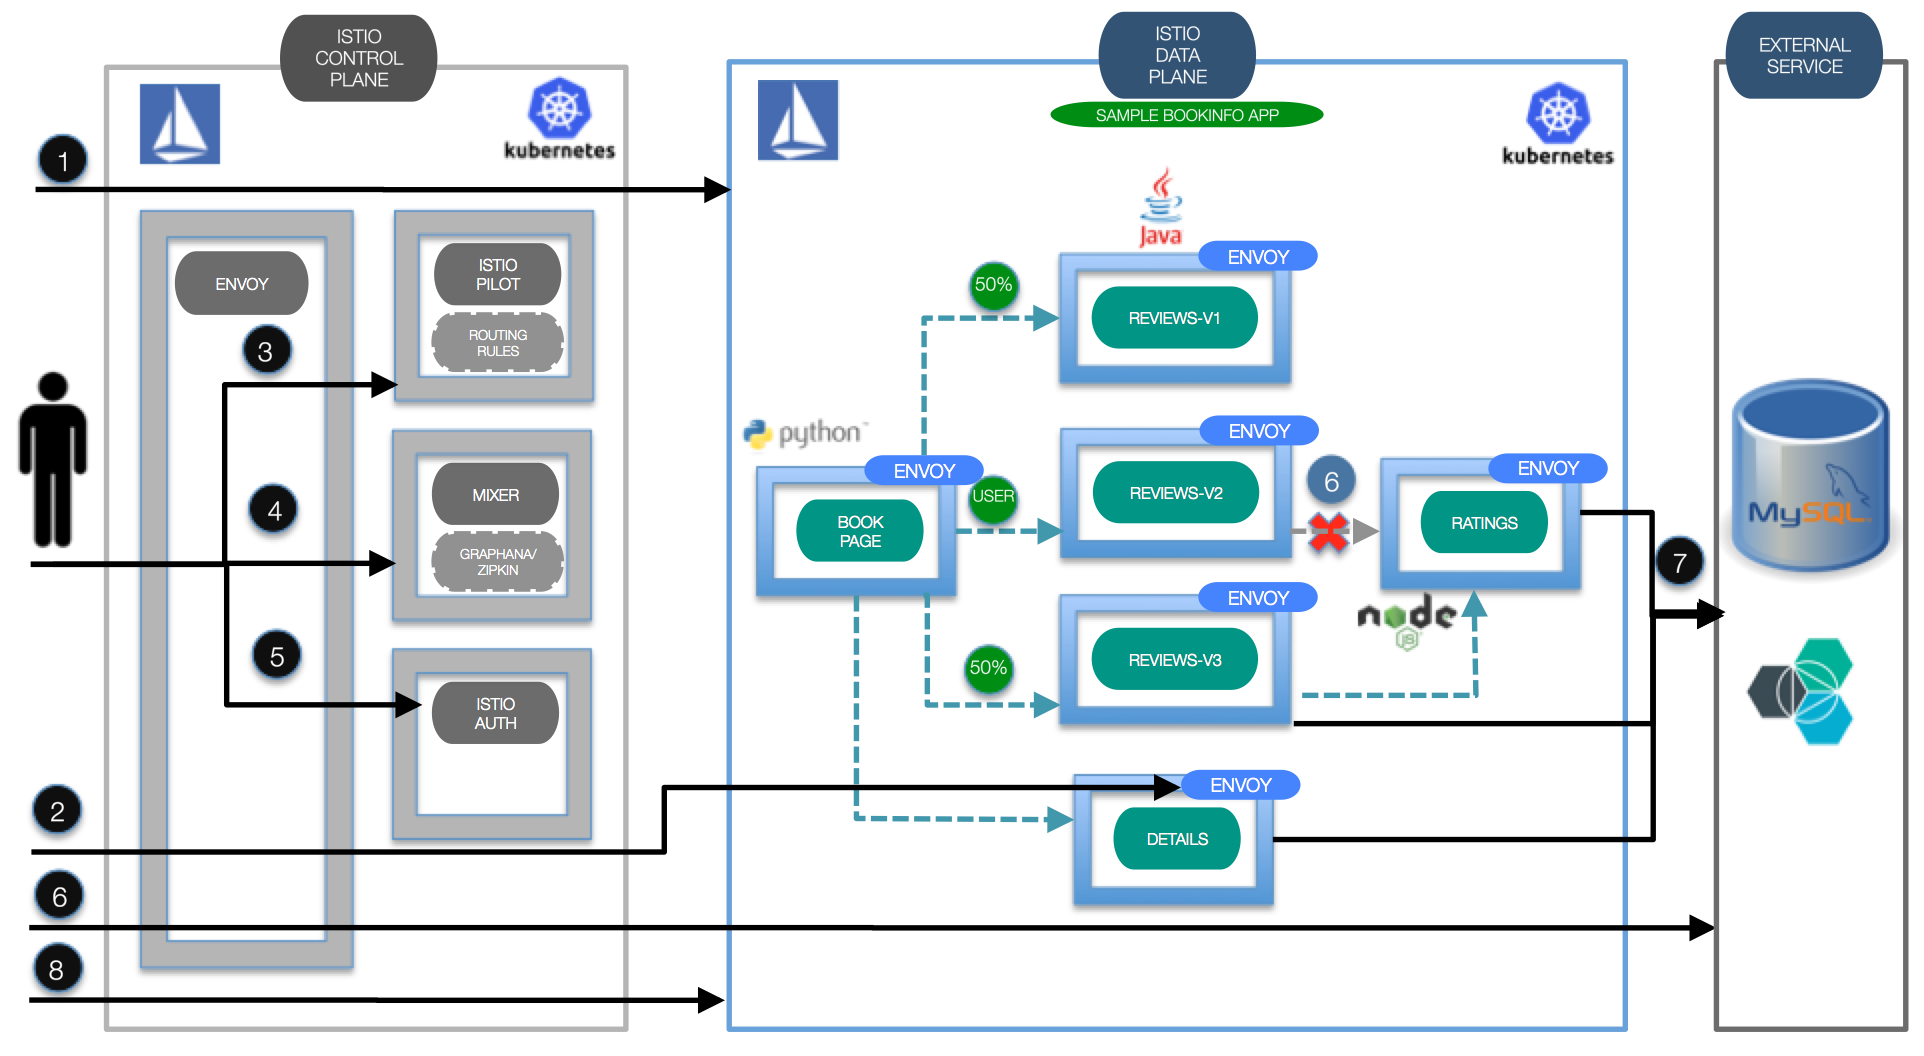 ISTIO
CONTROL
PLANE
kubernetes
1
ENVOY
ISTIO
PILOT
ROUTING
RULES
3
MIXER
GRAPHANA/
ZIPKIN
4
ISTIO
AUTH
5
2
6
8
ISTIO
DATA
PLANE
SAMPLE BOOKINFO APP
kubernetes
Java
ENVOY
50%
REVIEWS-V1
python™
ENVOY
BOOK
PAGE
USER
ENVOY
REVIEWS-V2
6
ENVOY
RATINGS
node
JS
50%
ENVOY
REVIEWS-V3
ENVOY
DETAILS
7
EXTERNAL
SERVICE
MySQL